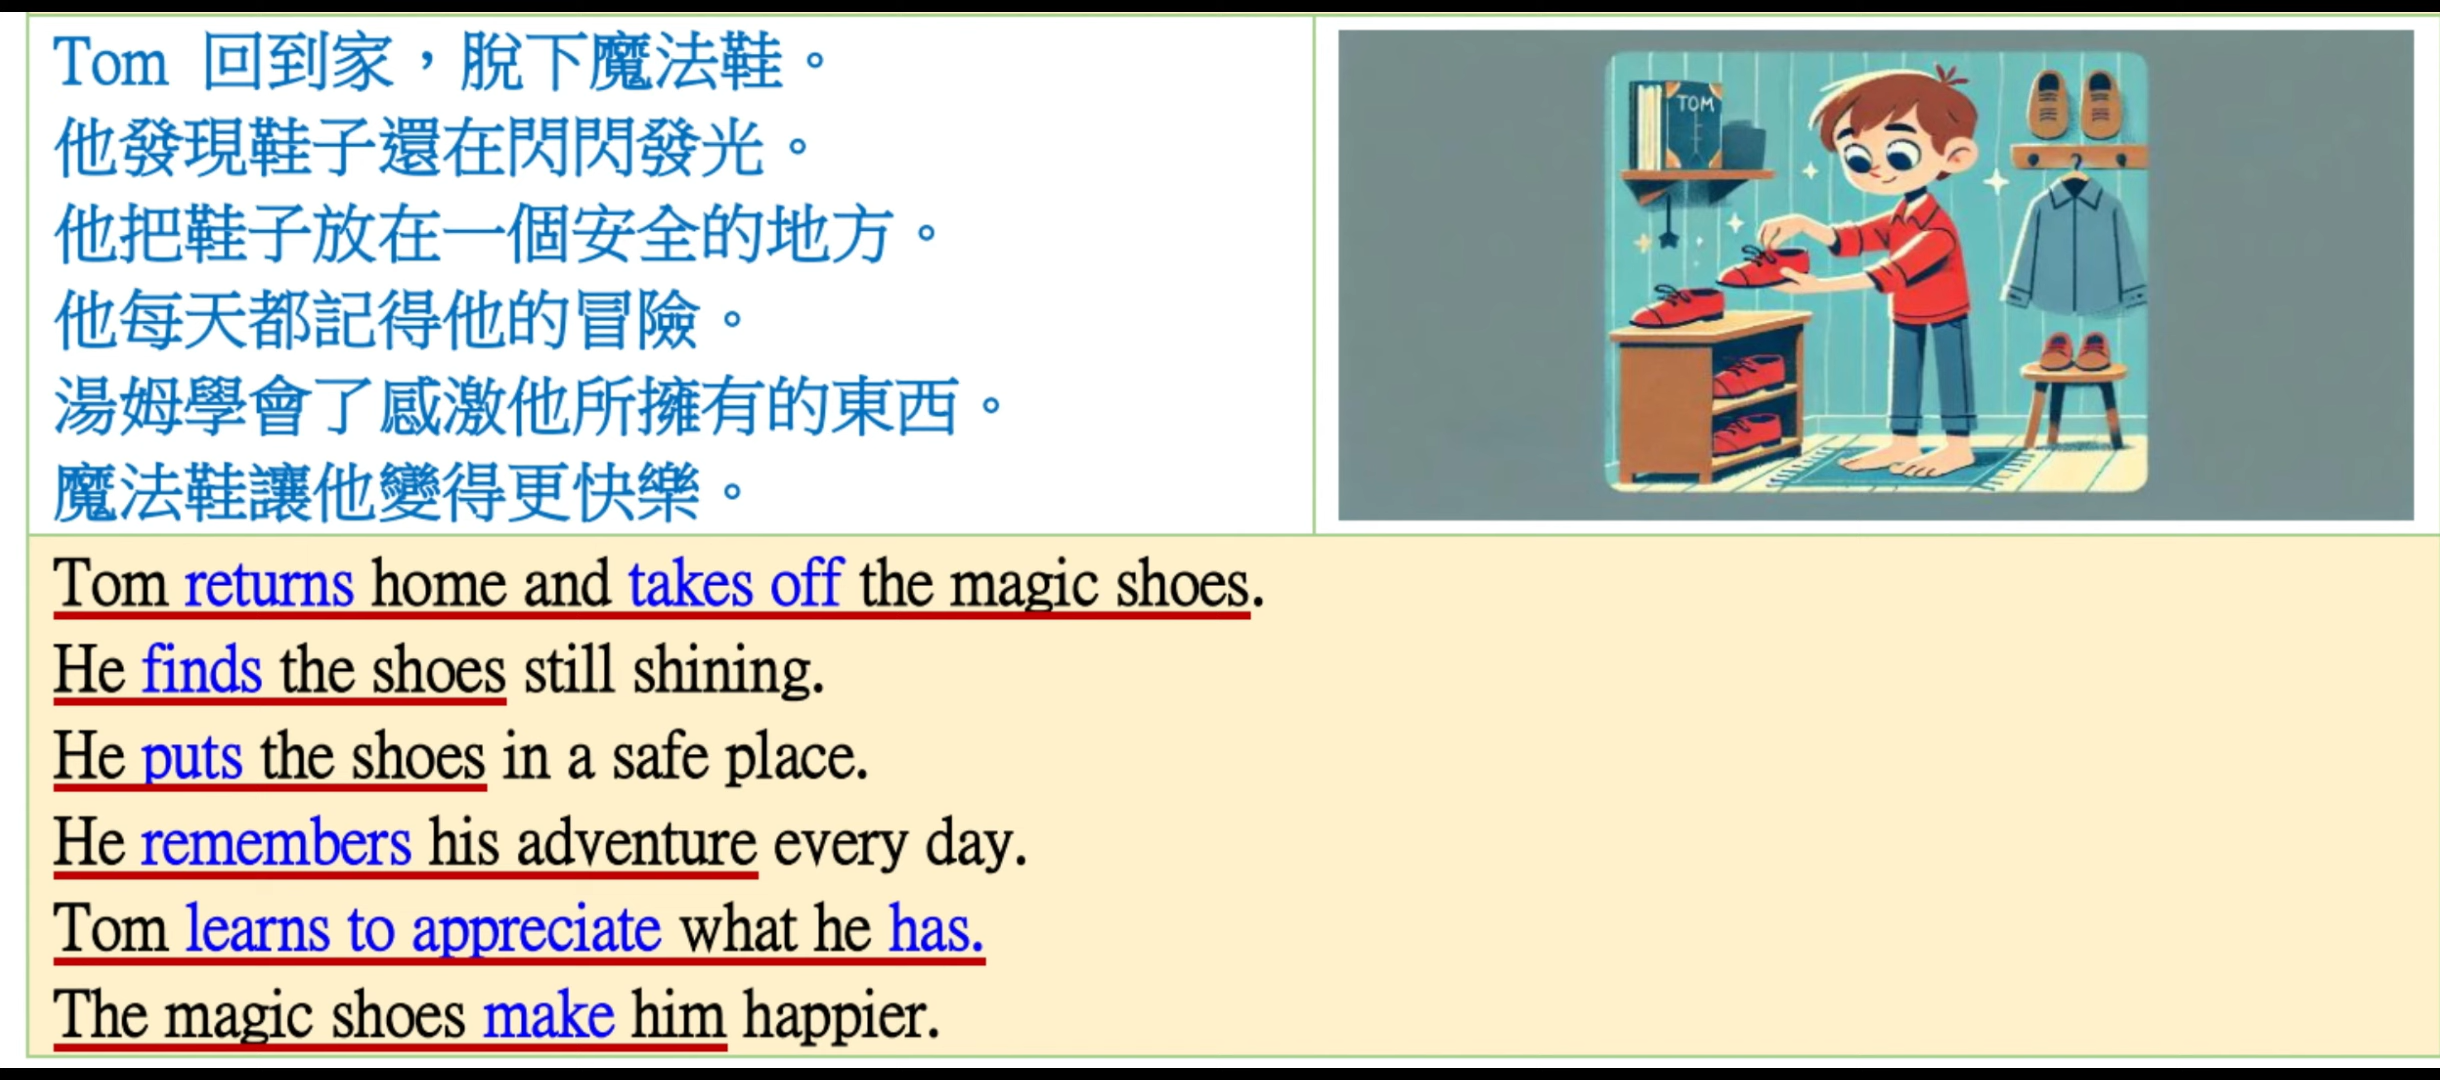 Tom 回到家，脫下魔法鞋。
他發現鞋子還在閃閃發光。
他把鞋子放在一個安全的地方。
他每天都記得他的冒險。
湯姆學會了感激他所擁有的東西。
魔法鞋讓他變得更快樂。
TOM
Tom returns home and takes off the magic shoes.
He finds the shoes still shining.
He puts the shoes in a safe place.
He remembers his adventure every day.
Tom learns to appreciate what he has.
The magic shoes make him happier.